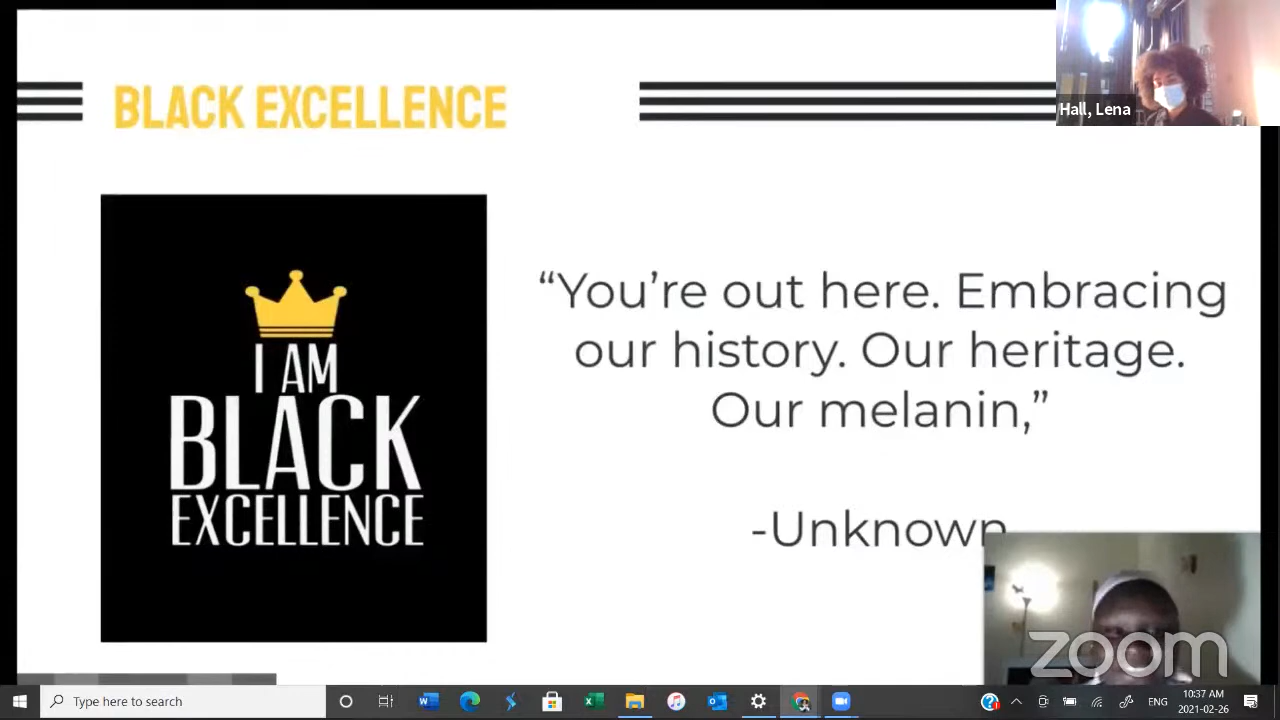 BLACK EXCELLENCE
Hall, Lena
I AM
BLACK
EXCELLENCE
“You’re out here. Embracing
our history. Our heritage.
Our melanin,”
-Unknown
zoom
Type here to search
ENG
10:37 AM
2021-02-26